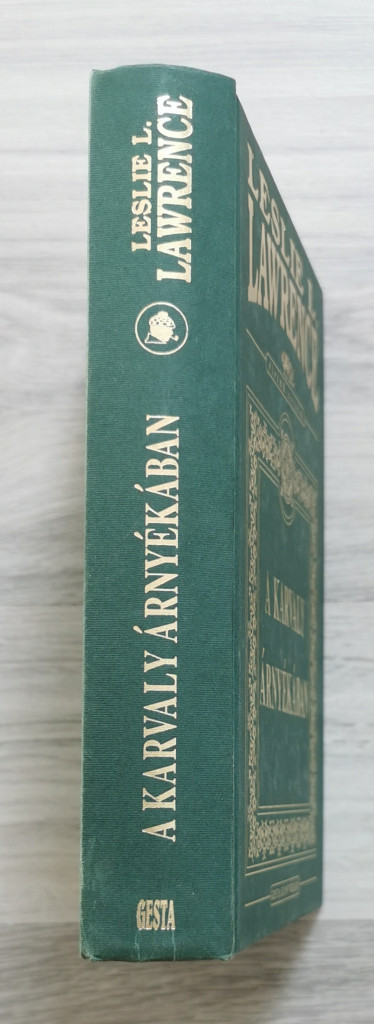 LESLIE L.
LAWRENCE
A KARVALY ÁRNYÉKÁBAN
GESTA
LESLIE L.
LAWRENCE
A KARVALY
ÁRNYÉKÁBAN